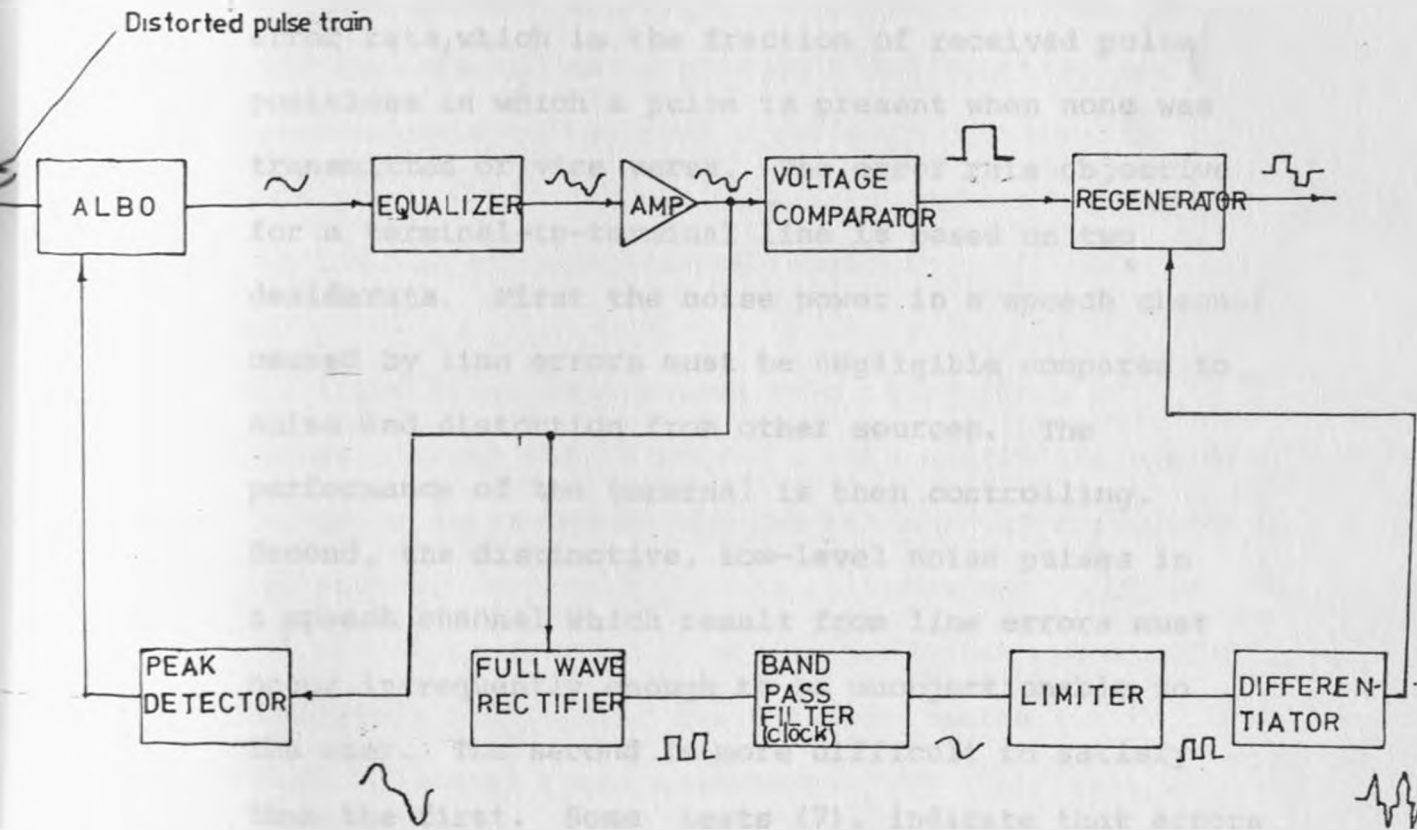 Distorted pulse train
ALBO
EQUALIZER
AMP
VOLTAGE
COMPARATOR
REGENERATOR
PEAK
DETECTOR
FULL WAVE
RECTIFIER
BAND
PASS
FILTER
(clock)
LIMITER
DIFFEREN-
TIATOR
error rate,which is the fraction of received pulse
positions in which a pulse is present when none was
transmitted or vice versa. The error rate objective
for a terminal-to-terminal line is based on two
desiderata. First the noise power in a speech channel
caused by line errors must be negligible compared to
noise and distortion from other sources. The
performance of the terminal is then controlling.
Second, the distinctive, low-level noise pulses in
a speech channel which result from line errors must
occur infrequently enough to be unobjectionable to
the user. The second is more difficult to satisfy
than the first. Some tests (7), indicate that errors